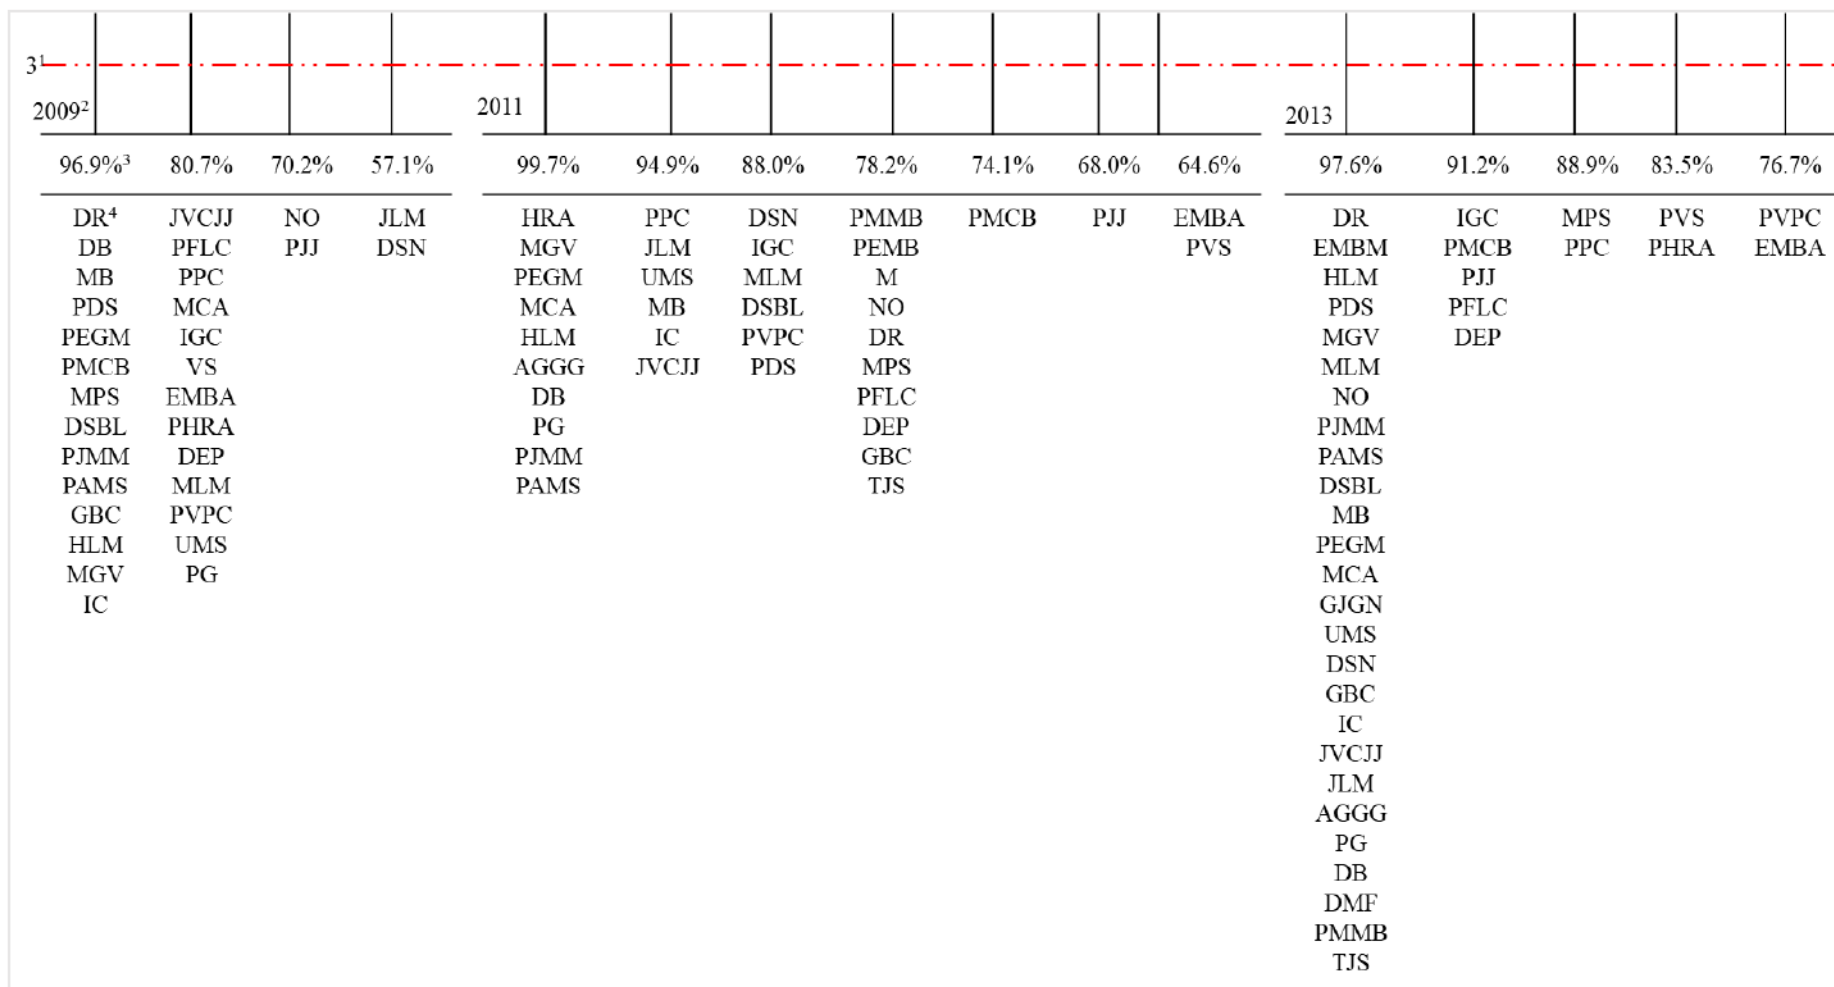 3¹
2009² 2011 2013
96.9%³ 80.7% 70.2% 57.1% 99.7% 94.9% 88.0% 78.2% 74.1% 68.0% 64.6% 97.6% 91.2% 88.9% 83.5% 76.7%
DR⁴ JVCJJ NO JLM HRA PPC DSN PMMB PMCB PJJ EMBA DR IGC MPS PVS PVPC
DB PFLC PJJ DSN MGV JLM IGC PEMB PVS EMBM PMCB PPC PHRA EMBA
MB PPC PEGM UMS MLM M HLM PJJ
PDS MCA MCA MB DSBL NO PDS PFLC
PEGM IGC HLM IC PVPC DR MGV DEP
PMCB VS AGGG JVCJJ PDS MPS MLM
MPS EMBA DB PFLC NO
DSBL PHRA PG DEP PJMM
PJMM DEP PJMM GBC PAMS
PAMS MLM PAMS TJS DSBL
GBC PVPC MB
HLM UMS PEGM
MGV PG MCA
IC GJGN
UMS
DSN
GBC
IC
JVCJJ
JLM
AGGG
PG
DB
DMF
PMMB
TJS